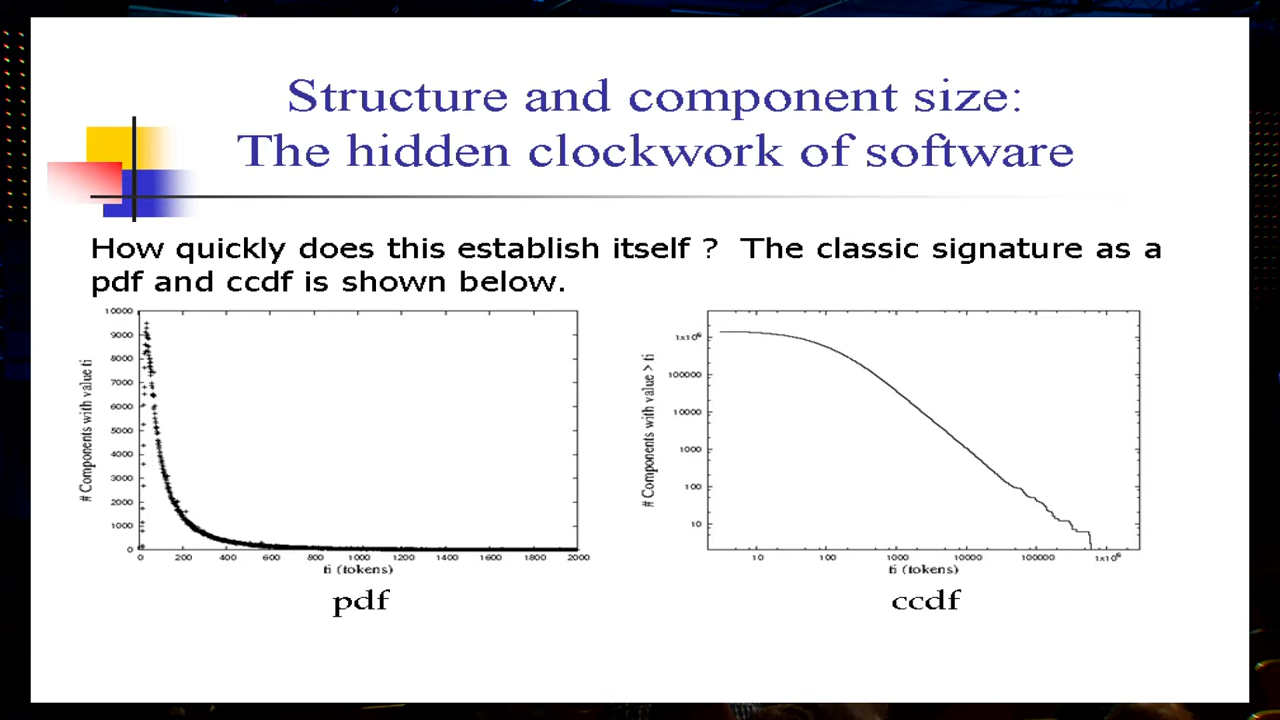 Structure and component size:
The hidden clockwork of software
How quickly does this establish itself ? The classic signature as a
pdf and ccdf is shown below.
# Components with value ti
10000
9000
8000
7000
6000
5000
4000
3000
2000
1000
0
0 200 400 600 800 1000 1200 1400 1600 1800 2000
ti (tokens)
pdf
# Components with value > ti
1x10⁶
100000
10000
1000
100
10
10 100 1000 10000 100000 1x10⁶
ti (tokens)
ccdf